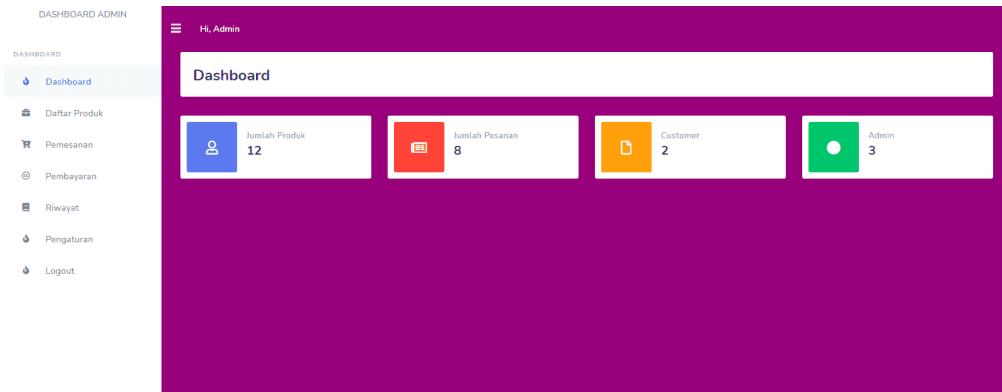 DASHBOARD ADMIN
DASHBOARD
Dashboard
Daftar Produk
Pemesanan
Pembayaran
Riwayat
Pengaturan
Logout
Hi, Admin
Dashboard
Jumlah Produk
12
Jumlah Pesanan
8
Customer
2
Admin
3